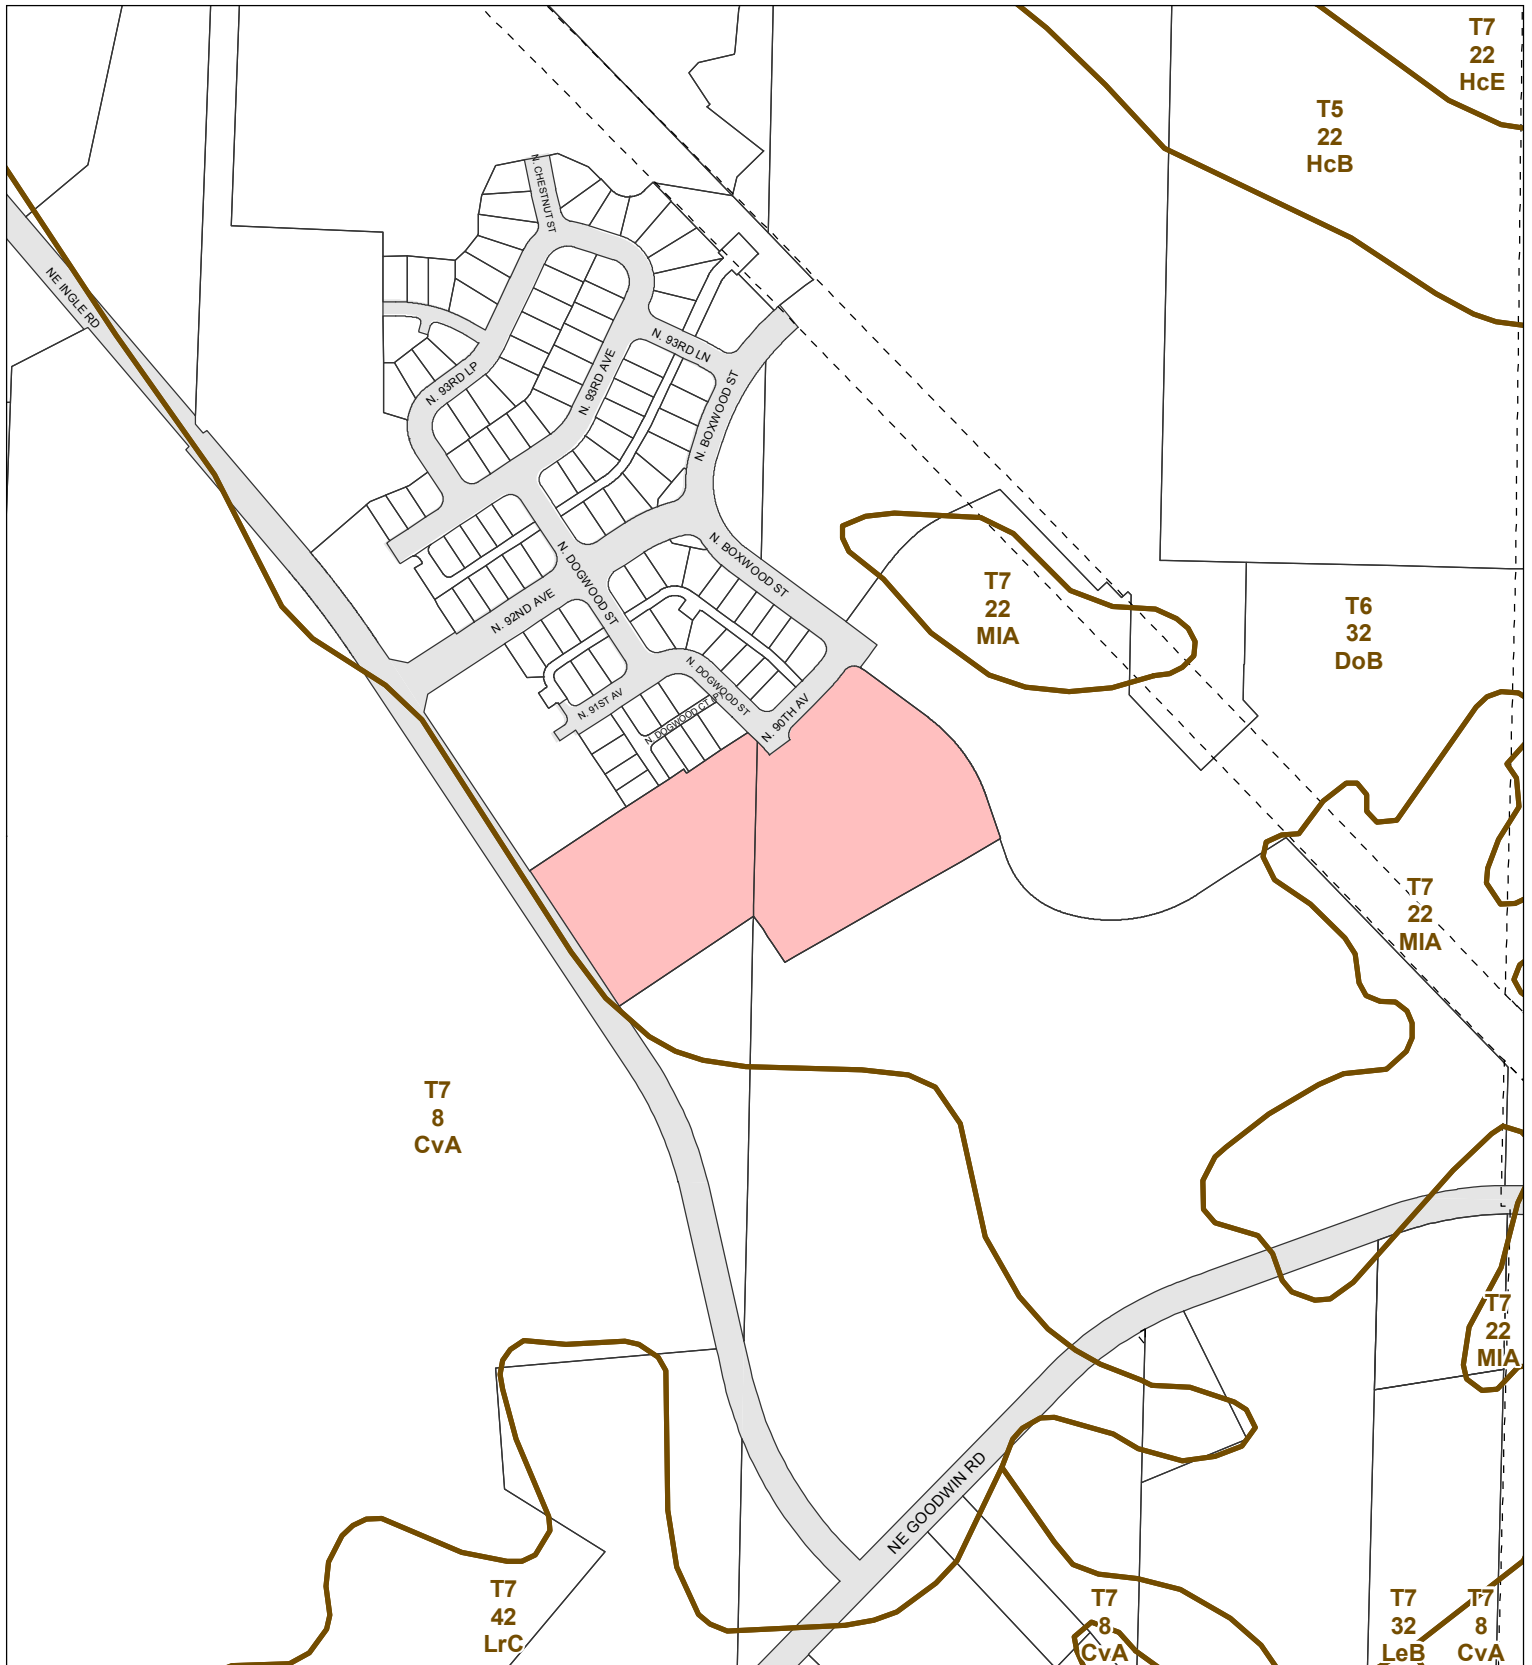 T7
22
HcE
T5
22
HcB
N. CHESTNUT ST
NE INGLE RD
N. 93RD LN
N. 93RD LP
N. 93RD AVE
N. BOXWOOD ST
N. BOXWOOD ST
N. DOGWOOD ST
N. 92ND AVE
T7
22
MIA
T6
32
DoB
N. DOGWOOD ST
N. 91ST AV
N. DOGWOOD CT LP
N. 90TH AV
T7
22
MIA
T7
8
CvA
T7
22
MIA
NE GOODWIN RD
T7
42
LrC
T7
8
CvA
T7
32
LeB
T7
8
CvA